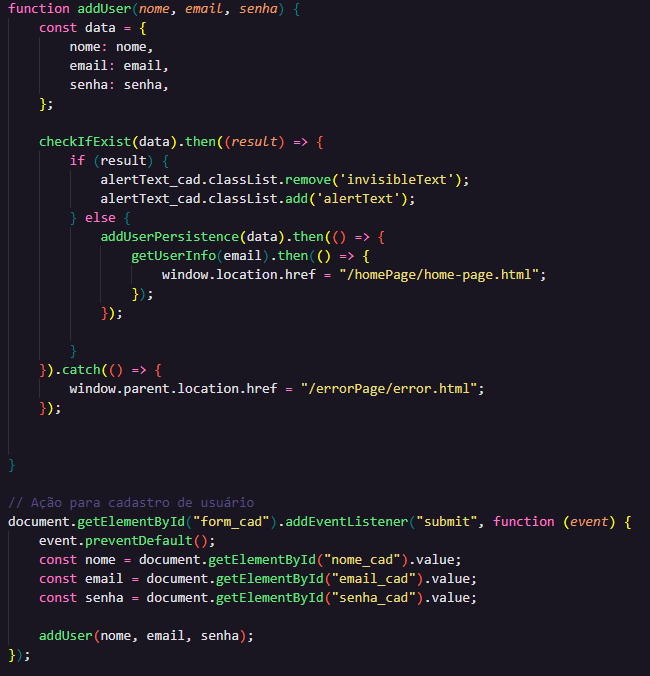 function addUser(nome, email, senha) {
    const data = {
        nome: nome,
        email: email,
        senha: senha,
    };

    checkIfExist(data).then((result) => {
        if (result) {
            alertText_cad.classList.remove('invisibleText');
            alertText_cad.classList.add('alertText');
        } else {
            addUserPersistence(data).then(() => {
                getUserInfo(email).then(() => {
                    window.location.href = "/homePage/home-page.html";
                });
            });

        }
    }).catch(() => {
        window.parent.location.href = "/errorPage/error.html";
    });


}

// Ação para cadastro de usuário
document.getElementById("form_cad").addEventListener("submit", function (event) {
    event.preventDefault();
    const nome = document.getElementById("nome_cad").value;
    const email = document.getElementById("email_cad").value;
    const senha = document.getElementById("senha_cad").value;

    addUser(nome, email, senha);
});